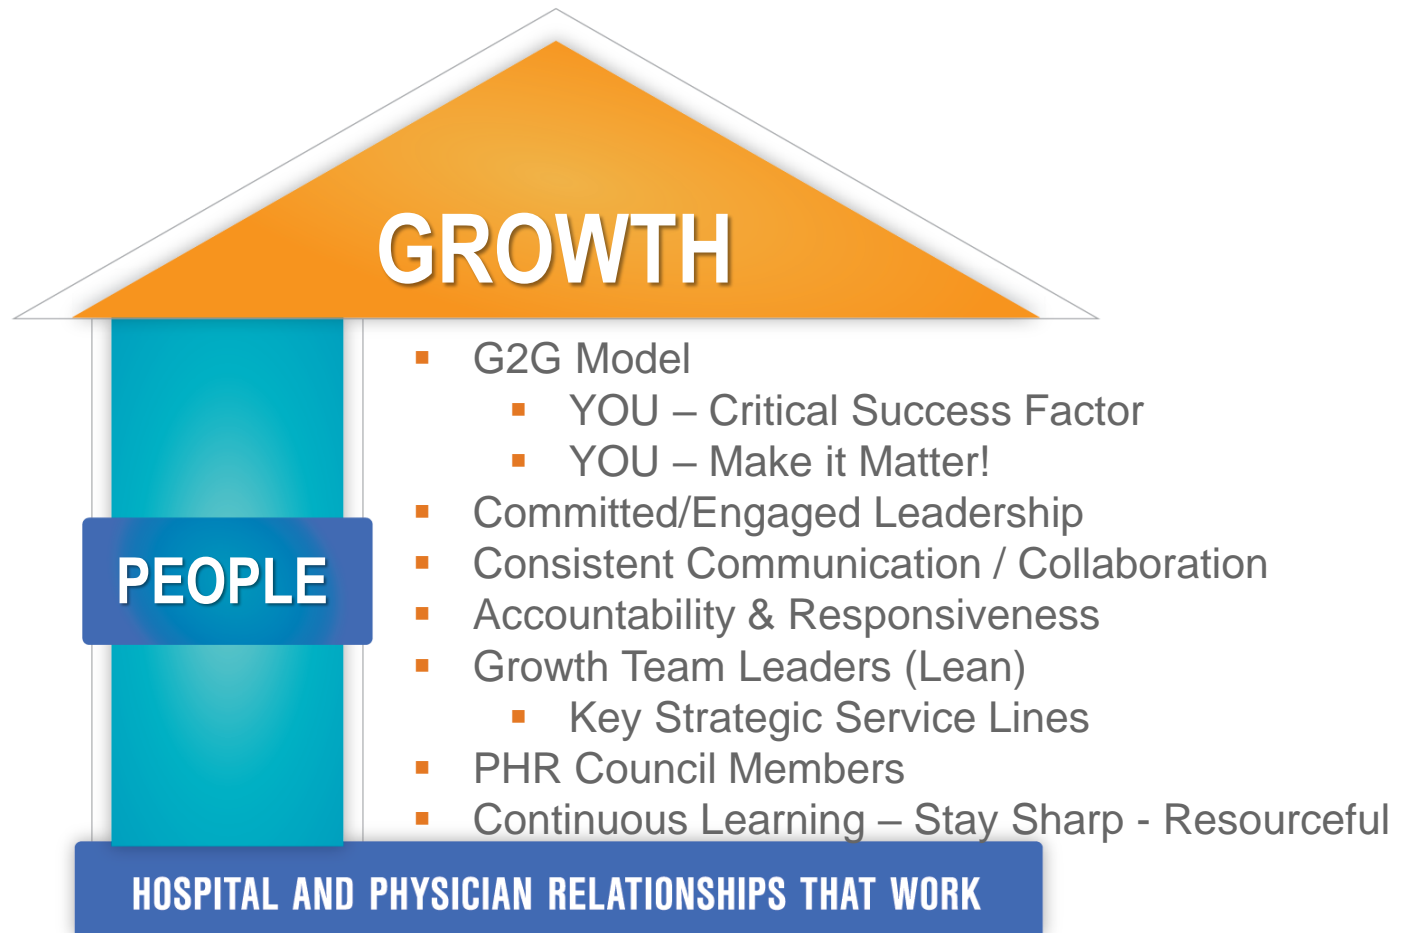 GROWTH
G2G Model
YOU – Critical Success Factor
YOU – Make it Matter!
Committed/Engaged Leadership
Consistent Communication / Collaboration
PEOPLE
Accountability & Responsiveness
Growth Team Leaders (Lean)
Key Strategic Service Lines
PHR Council Members
Continuous Learning – Stay Sharp - Resourceful
HOSPITAL AND PHYSICIAN RELATIONSHIPS THAT WORK